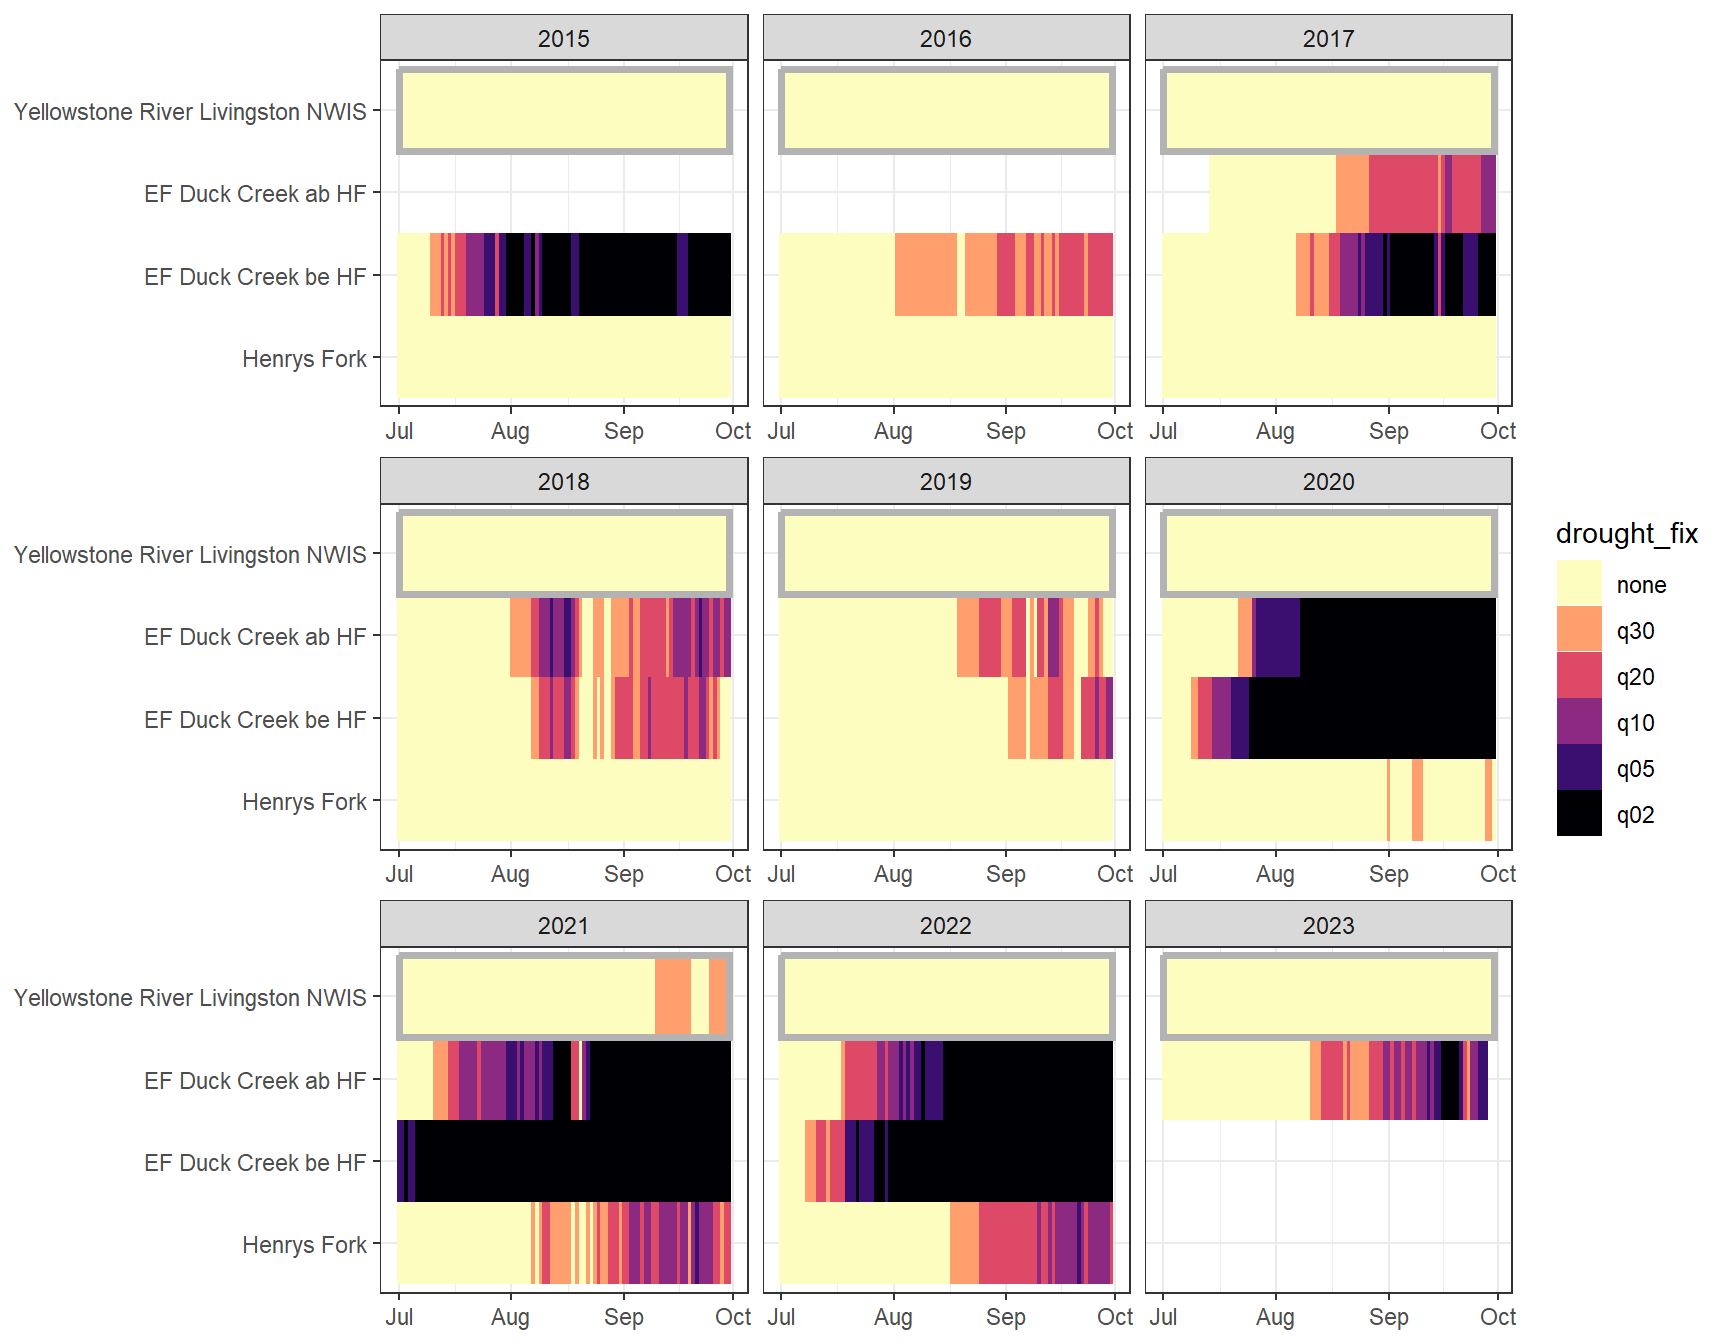 2015
2016
2017
Yellowstone River Livingston NWIS
EF Duck Creek ab HF
EF Duck Creek be HF
Henrys Fork
Jul Aug Sep Oct
Jul Aug Sep Oct
Jul Aug Sep Oct
2018
2019
2020
Yellowstone River Livingston NWIS
EF Duck Creek ab HF
EF Duck Creek be HF
Henrys Fork
Jul Aug Sep Oct
Jul Aug Sep Oct
Jul Aug Sep Oct
2021
2022
2023
Yellowstone River Livingston NWIS
EF Duck Creek ab HF
EF Duck Creek be HF
Henrys Fork
Jul Aug Sep Oct
Jul Aug Sep Oct
Jul Aug Sep Oct
drought_fix
none
q30
q20
q10
q05
q02